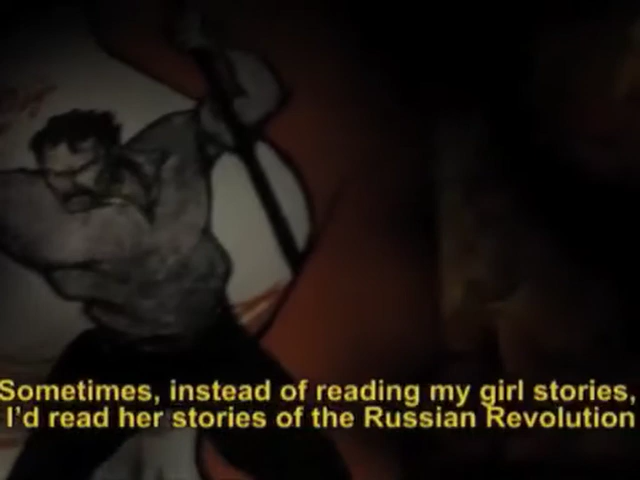 Sometimes, instead of reading my girl stories,
I'd read her stories of the Russian Revolution